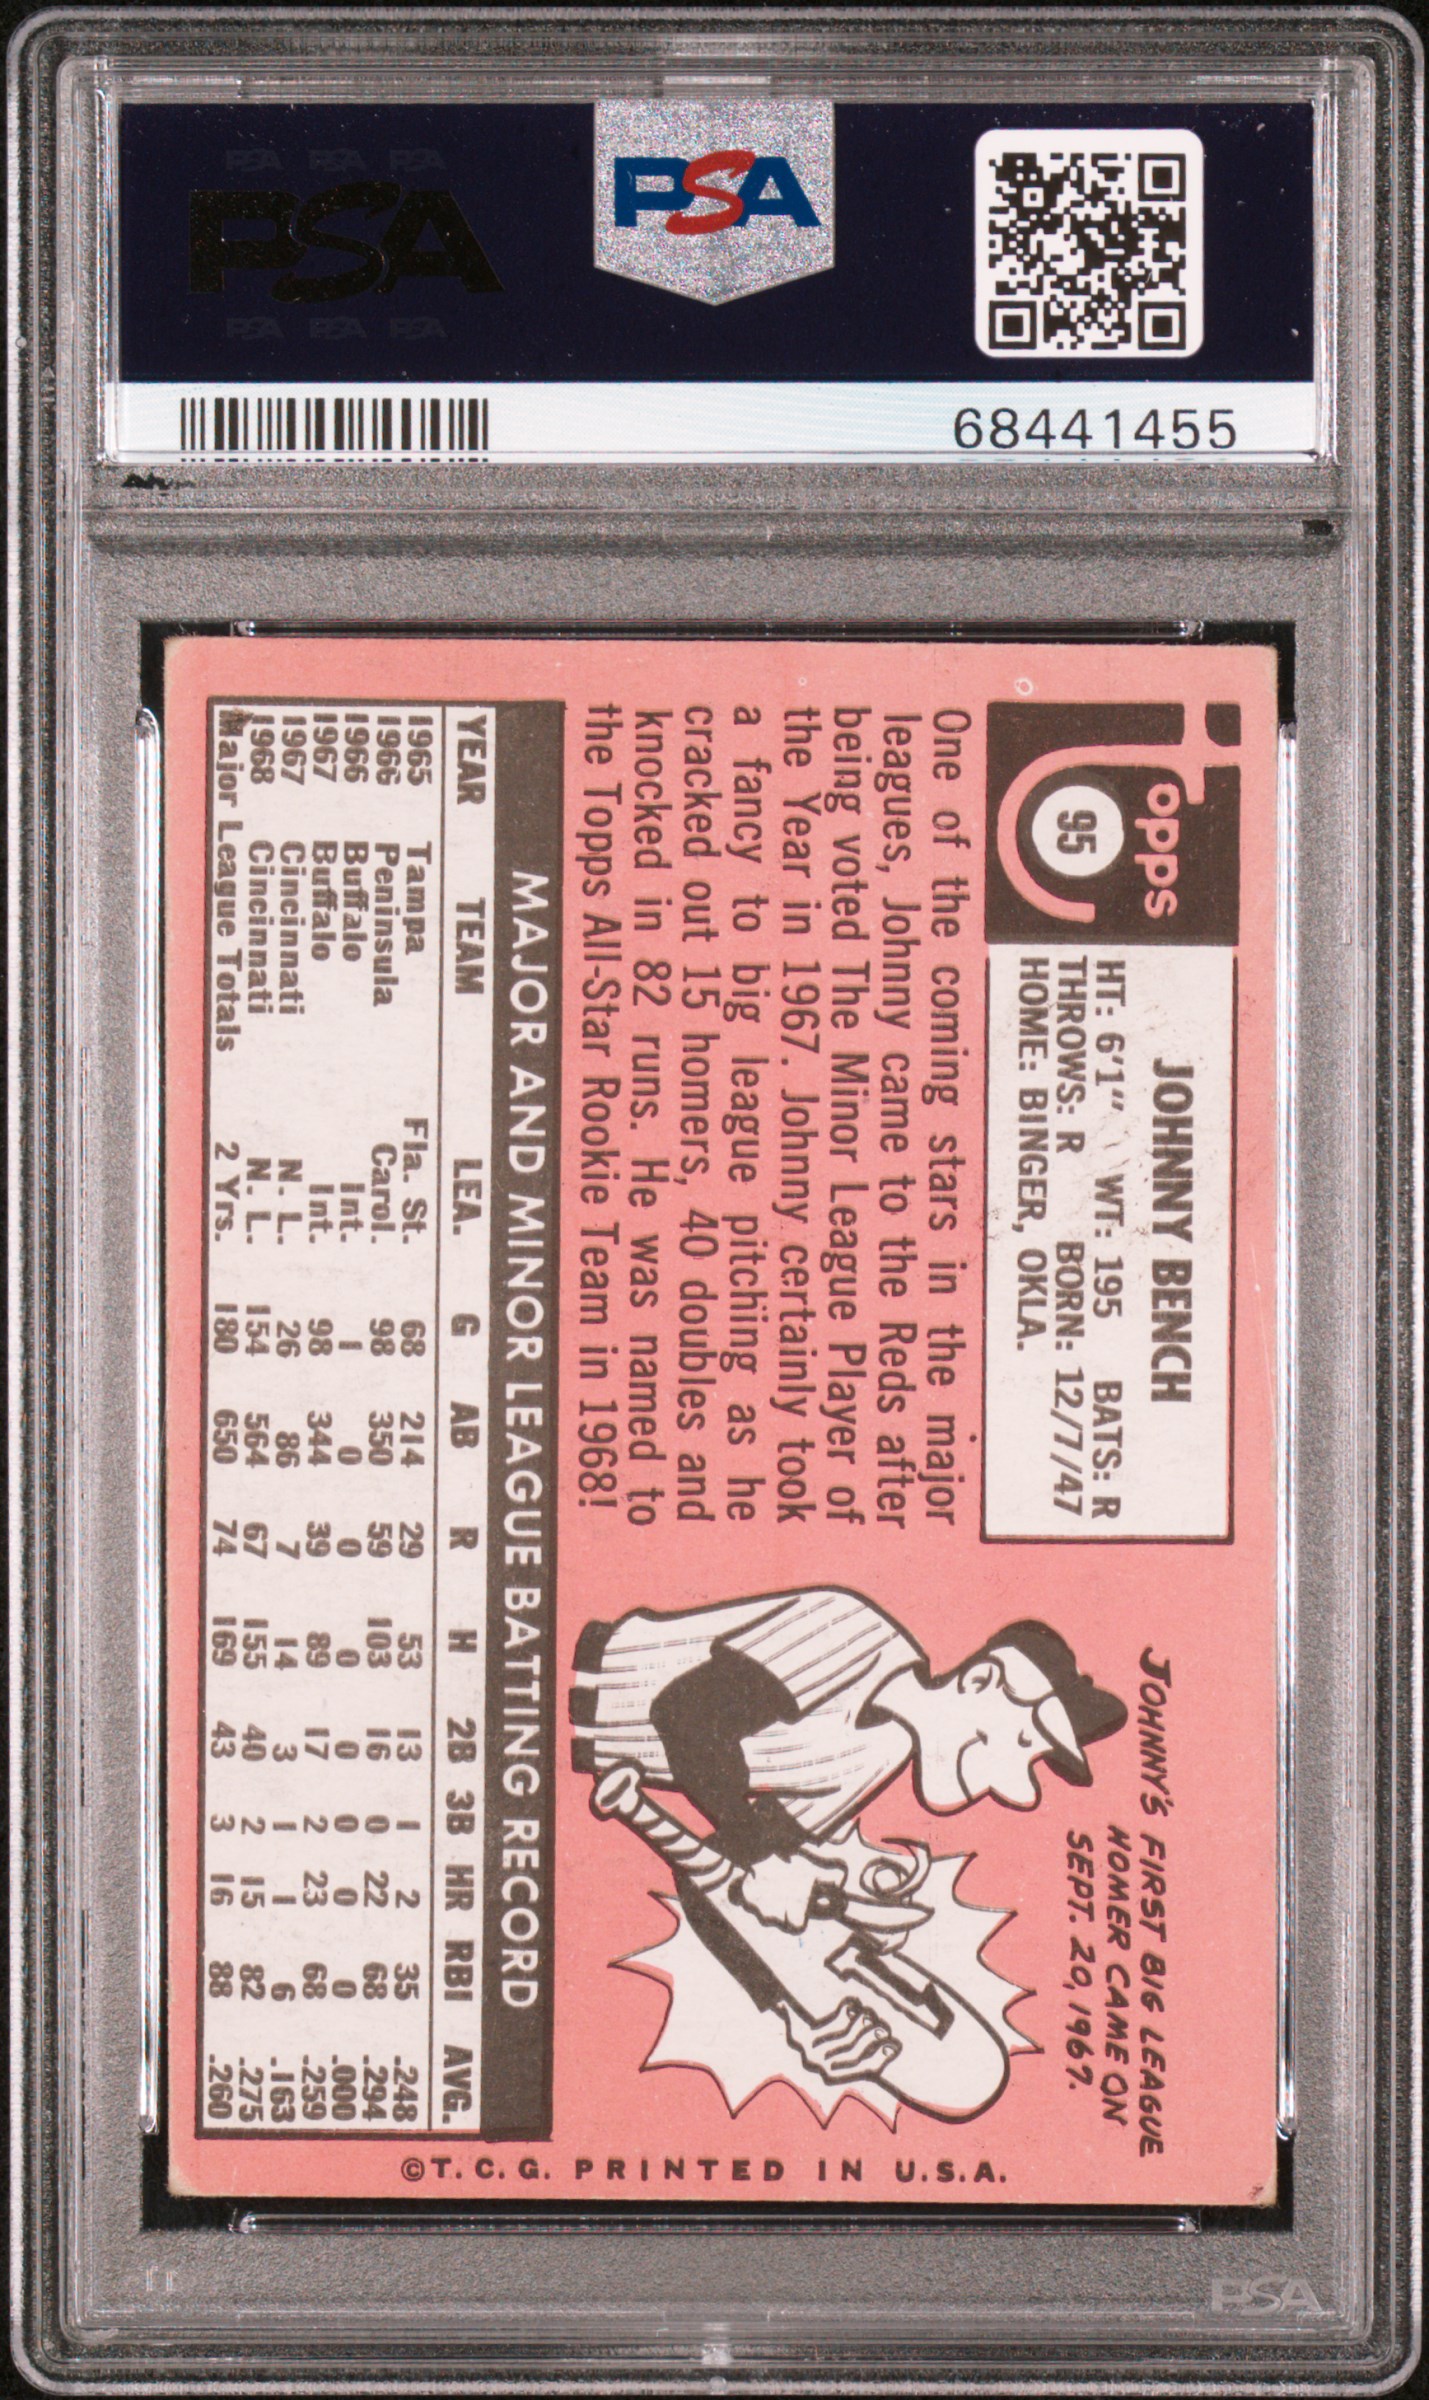 PSA PSA PSA
PSA
PSA PSA PSA
PSA
68441455
Topps
95
JOHNNY BENCH
HT: 6'1" WT: 195 BATS: R
THROWS: R BORN: 12/7/47
HOME: BINGER, OKLA.
One of the coming stars in the major
leagues, Johnny came to the Reds after
being voted The Minor League Player of
the Year in 1967. Johnny certainly took
a fancy to big league pitching as he
cracked out 15 homers, 40 doubles and
knocked in 82 runs. He was named to
the Topps All-Star Rookie Team in 1968!
JOHNNY'S FIRST BIG LEAGUE
HOMER CAME ON
SEPT. 20, 1967.
1
MAJOR AND MINOR LEAGUE BATTING RECORD
YEAR TEAM LEA. G AB R H 2B 3B HR RBI AVG.
1965 Tampa Fla. St. 68 214 29 53 13 1 2 35 .248
1966 Peninsula Carol. 98 350 59 103 16 0 22 68 .294
1966 Buffalo Int. 1 0 0 0 0 0 0 0 .000
1967 Buffalo Int. 98 344 39 89 17 2 23 68 .259
1967 Cincinnati N. L. 26 86 7 14 3 1 1 6 .163
1968 Cincinnati N. L. 154 564 67 155 40 2 15 82 .275
Major League Totals 2 Yrs. 180 650 74 169 43 3 16 88 .260
©T.C.G. PRINTED IN U.S.A.
PSA